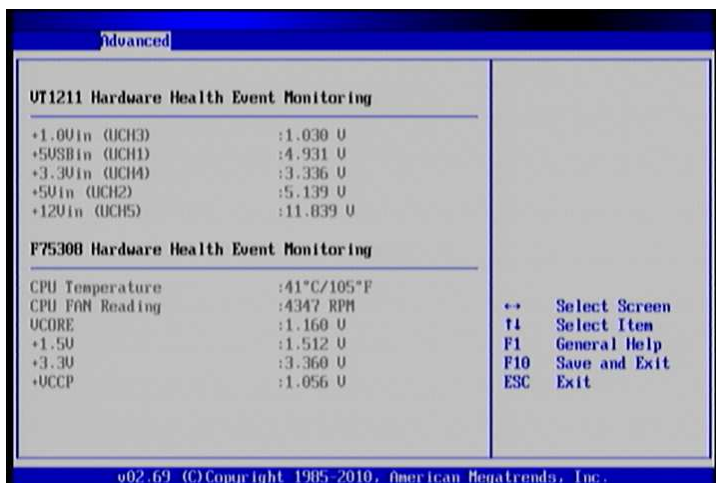 Advanced
VT1211 Hardware Health Event Monitoring
+1.0Vin (UCH3) :1.030 V
+5VSBin (UCH1) :4.931 V
+3.3Vin (UCH4) :3.336 V
+5Vin (UCH2) :5.139 V
+12Vin (UCH5) :11.839 V
F75308 Hardware Health Event Monitoring
CPU Temperature :41°C/105°F
CPU FAN Reading :4347 RPM
VCORE :1.160 V
+1.5V :1.512 V
+3.3V :3.360 V
+VCCP :1.056 V
↔ Select Screen
↑↓ Select Item
F1 General Help
F10 Save and Exit
ESC Exit
v02.69 (C)Copyright 1985-2010, American Megatrends, Inc.